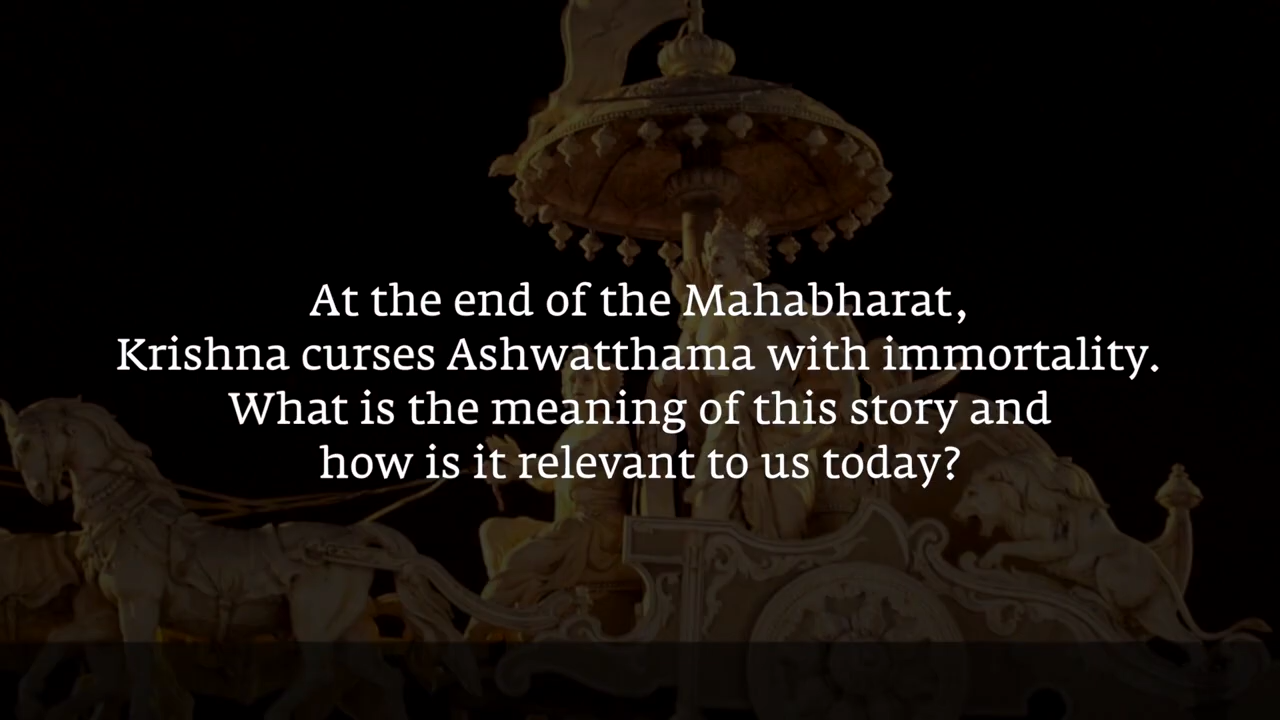 At the end of the Mahabharat,
Krishna curses Ashwatthama with immortality.
What is the meaning of this story and
how is it relevant to us today?